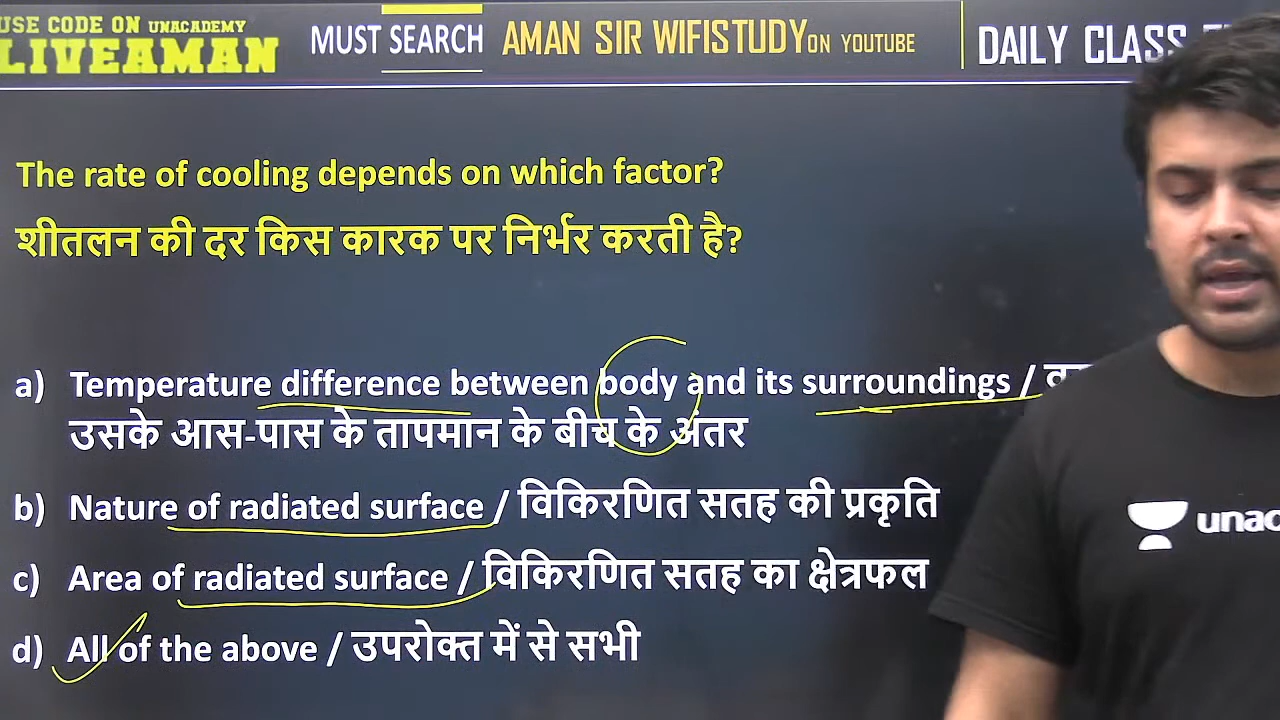 USE CODE ON UNACADEMY
LIVEAMAN
MUST SEARCH AMAN SIR WIFISTUDY ON YOUTUBE
DAILY CLASS
The rate of cooling depends on which factor?
शीतलन की दर किस कारक पर निर्भर करती है?
a) Temperature difference between body and its surroundings /
उसके आस-पास के तापमान के बीच के अंतर
b) Nature of radiated surface / विकिरणित सतह की प्रकृति
c) Area of radiated surface / विकिरणित सतह का क्षेत्रफल
d) All of the above / उपरोक्त में से सभी
unac